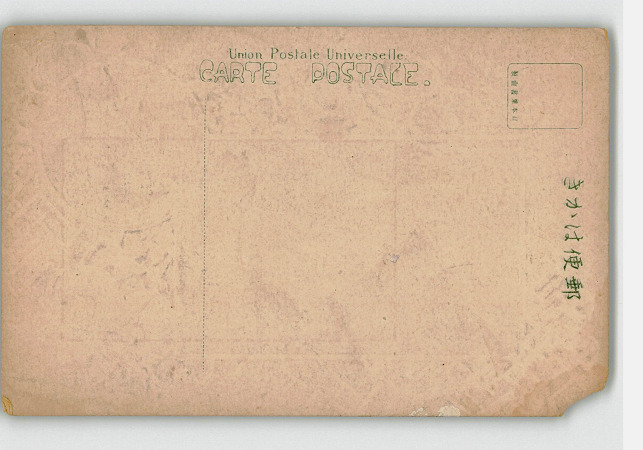 Union Postale Universelle.
CARTE POSTALE.
きかは便郵